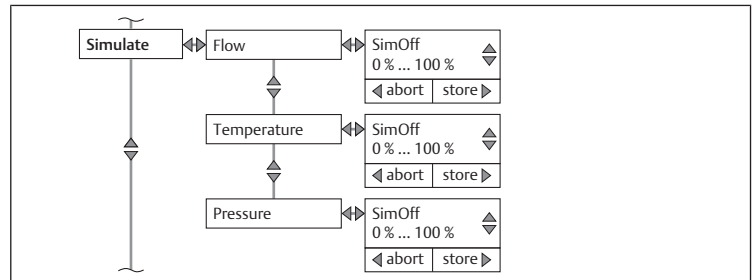 Simulate
Flow
SimOff
0 % ... 100 %
abort store
Temperature
SimOff
0 % ... 100 %
abort store
Pressure
SimOff
0 % ... 100 %
abort store